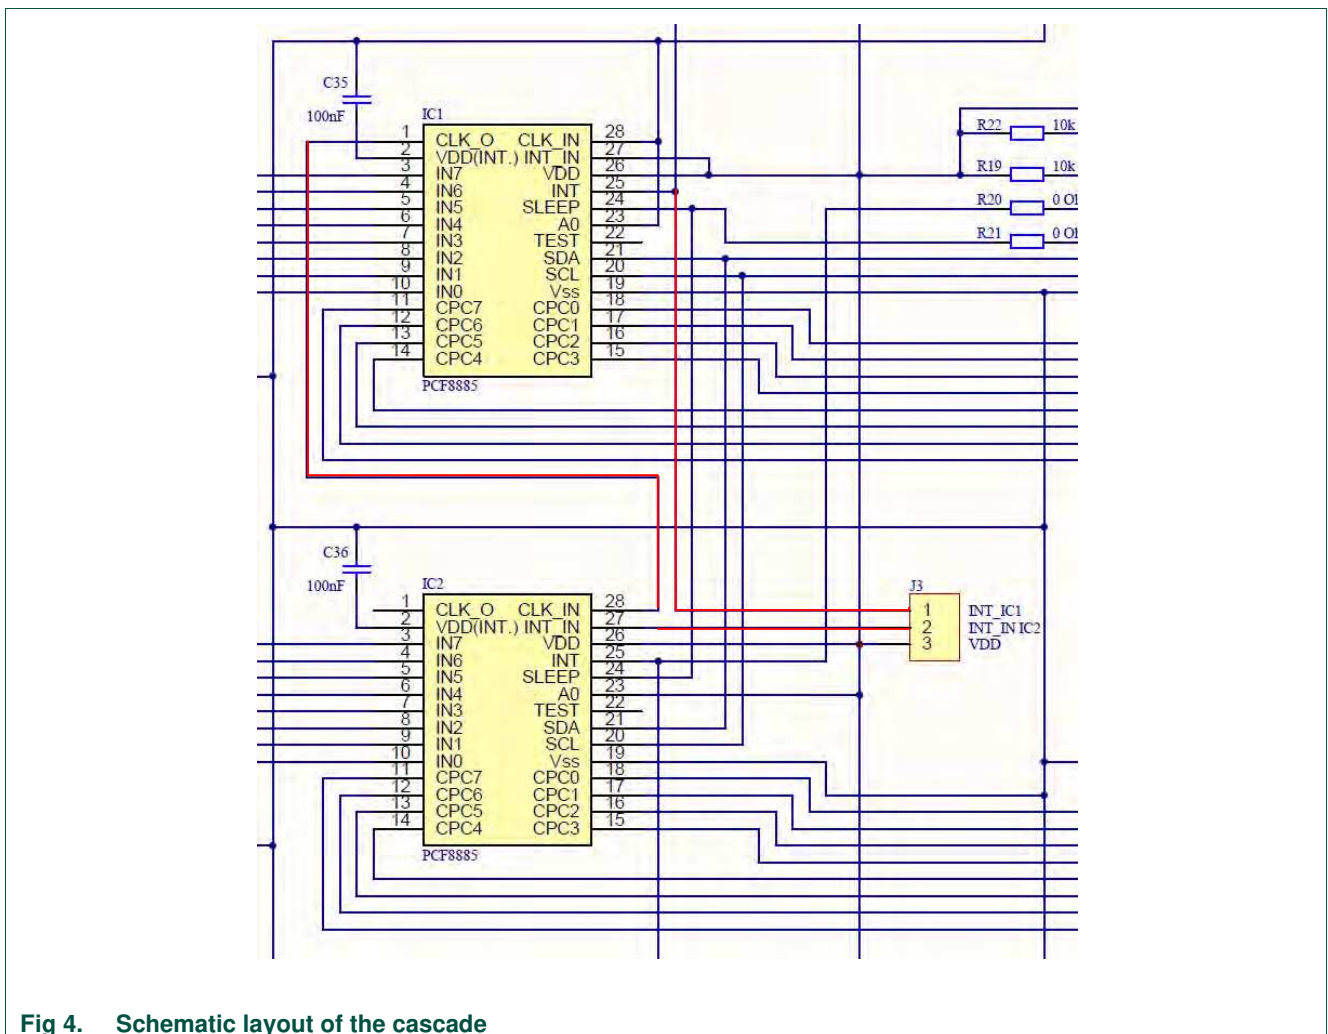 C35
100nF
IC1
1 CLK_O CLK_IN 28
2 VDD(INT.) INT_IN 27
3 IN7 VDD 26
4 IN6 INT 25
5 IN5 SLEEP 24
6 IN4 A0 23
7 IN3 TEST 22
8 IN2 SDA 21
9 IN1 SCL 20
10 IN0 Vss 19
11 CPC7 CPC0 18
12 CPC6 CPC1 17
13 CPC5 CPC2 16
14 CPC4 CPC3 15
PCF8885
R22 10k
R19 10k
R20 0 O
R21 0 O
C36
100nF
IC2
1 CLK_O CLK_IN 28
2 VDD(INT.) INT_IN 27
3 IN7 VDD 26
4 IN6 INT 25
5 IN5 SLEEP 24
6 IN4 A0 23
7 IN3 TEST 22
8 IN2 SDA 21
9 IN1 SCL 20
10 IN0 Vss 19
11 CPC7 CPC0 18
12 CPC6 CPC1 17
13 CPC5 CPC2 16
14 CPC4 CPC3 15
PCF8885
J3
1 INT_IC1
2 INT_IN IC2
3 VDD
Fig 4. Schematic layout of the cascade